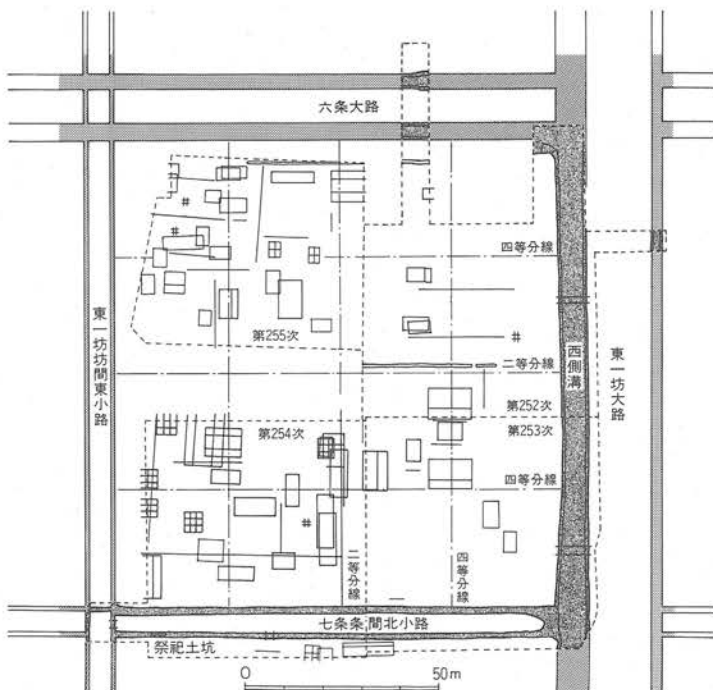 六条大路
四等分線
第255次
東一坊坊間東小路
西側溝
東一坊大路
二等分線
第252次
第254次
第253次
四等分線
二等分線
四等分線
七条条間北小路
祭祀土坑
0 50m